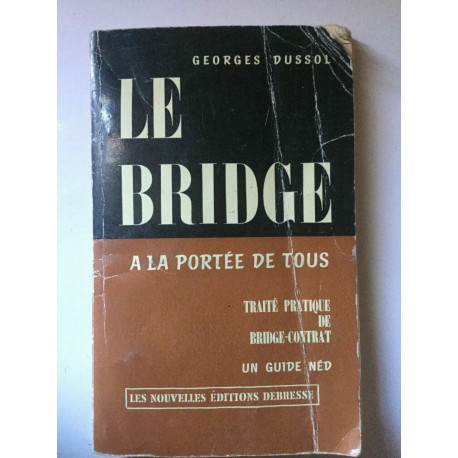 GEORGES DUSSOL
LE
BRIDGE
A LA PORTÉE DE TOUS
TRAITÉ PRATIQUE
DE
BRIDGE-CONTRAT
UN GUIDE NÉD
LES NOUVELLES ÉDITIONS DEBRESSE